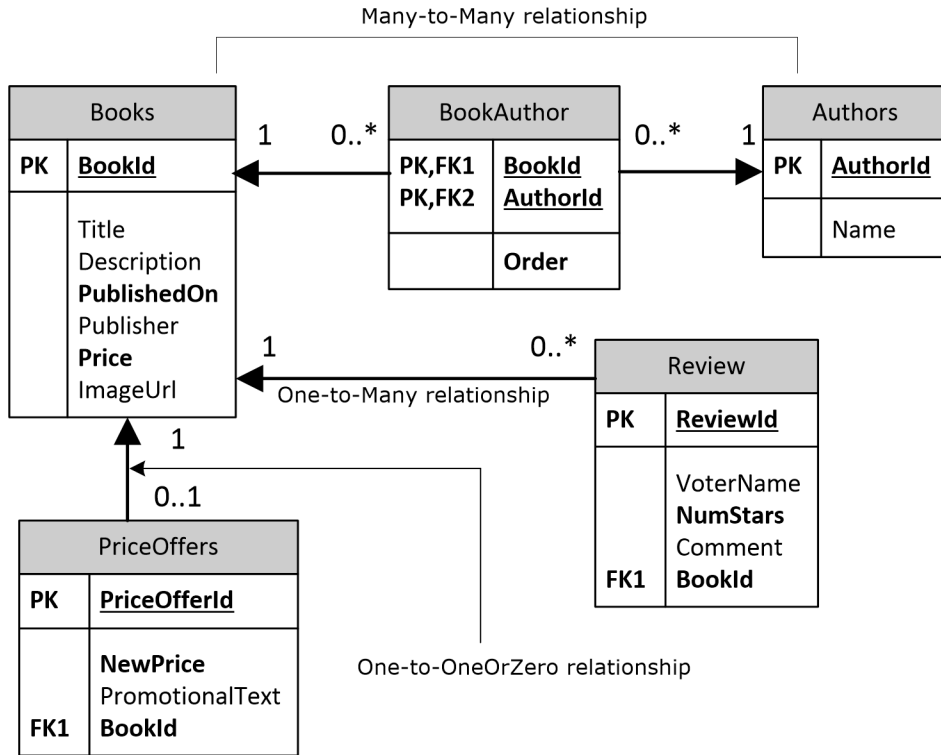 Many-to-Many relationship
Books
PK BookId
Title
Description
PublishedOn
Publisher
Price
ImageUrl
1 0..*
BookAuthor
PK,FK1 BookId
PK,FK2 AuthorId
Order
0..* 1
Authors
PK AuthorId
Name
1 0..*
One-to-Many relationship
Review
PK ReviewId
VoterName
NumStars
Comment
FK1 BookId
1
0..1
PriceOffers
PK PriceOfferId
NewPrice
PromotionalText
FK1 BookId
One-to-OneOrZero relationship